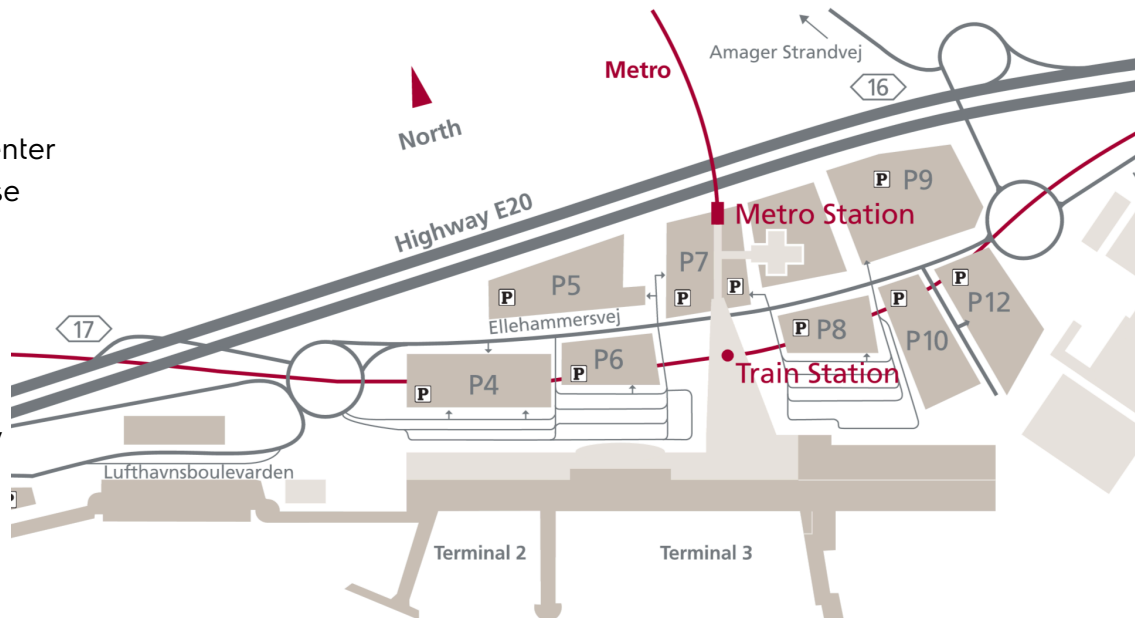 Amager Strandvej
Metro
16
North
enter
se
P9
Highway E20
Metro Station
P7
P5
P
P
P
P
P12
P
P
Ellehammersvej
17
P8
P
P10
P6
P
Train Station
P4
P
Lufthavnsboulevarden
P
Terminal 2
Terminal 3